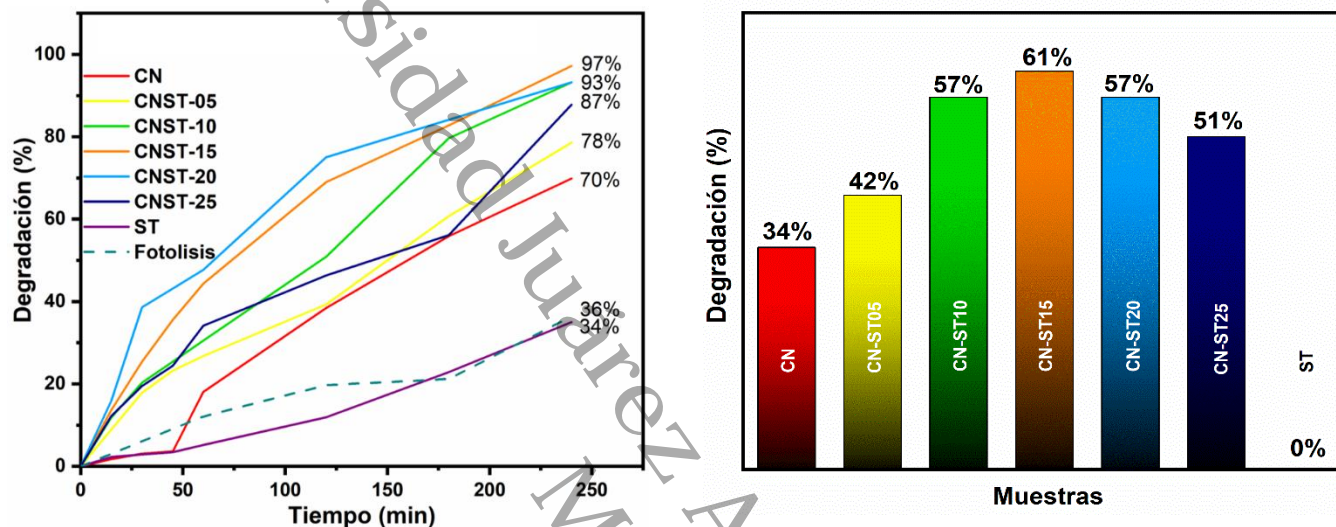 Degradación (%)
100
80
60
40
20
0
CN
CNST-05
CNST-10
CNST-15
CNST-20
CNST-25
ST
Fotolisis
97%
93%
87%
78%
70%
36%
34%
0
50
100
150
200
250
Tiempo (min)
Degradación (%)
34%
42%
57%
61%
57%
51%
0%
CN
CN-ST05
CN-ST10
CN-ST15
CN-ST20
CN-ST25
ST
Muestras
sidad Juárez A
M